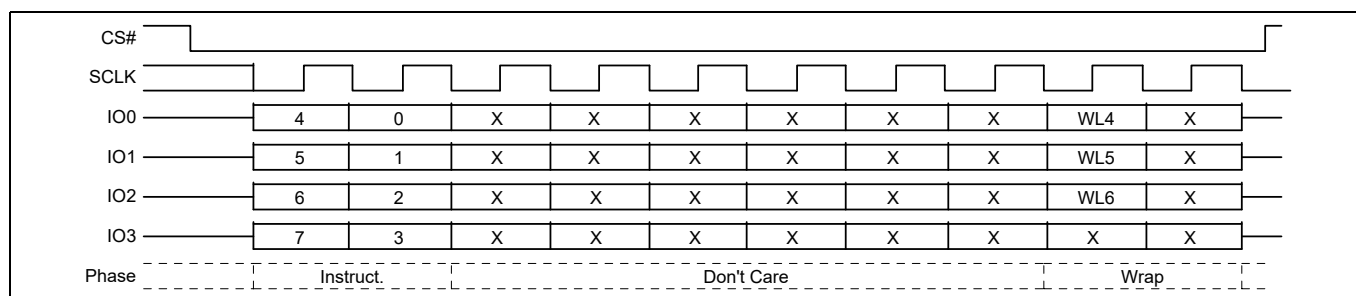 CS#
SCLK
IO0 4 0 X X X X X X WL4 X
IO1 5 1 X X X X X X WL5 X
IO2 6 2 X X X X X X WL6 X
IO3 7 3 X X X X X X X X
Phase Instruct. Don't Care Wrap